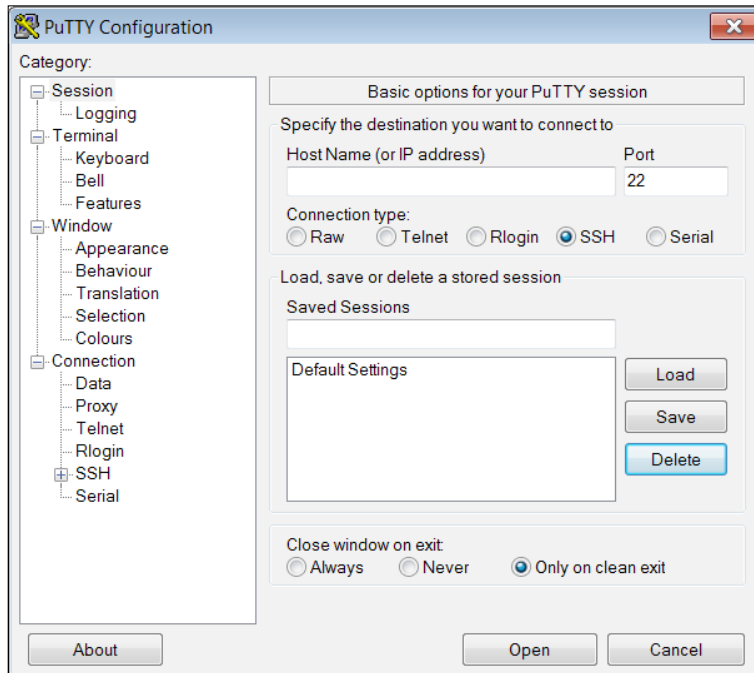 PuTTY Configuration
Category:
Session
Logging
Terminal
Keyboard
Bell
Features
Window
Appearance
Behaviour
Translation
Selection
Colours
Connection
Data
Proxy
Telnet
Rlogin
SSH
Serial
Basic options for your PuTTY session
Specify the destination you want to connect to
Host Name (or IP address) Port
22
Connection type:
Raw Telnet Rlogin SSH Serial
Load, save or delete a stored session
Saved Sessions
Default Settings
Load
Save
Delete
Close window on exit:
Always Never Only on clean exit
About Open Cancel